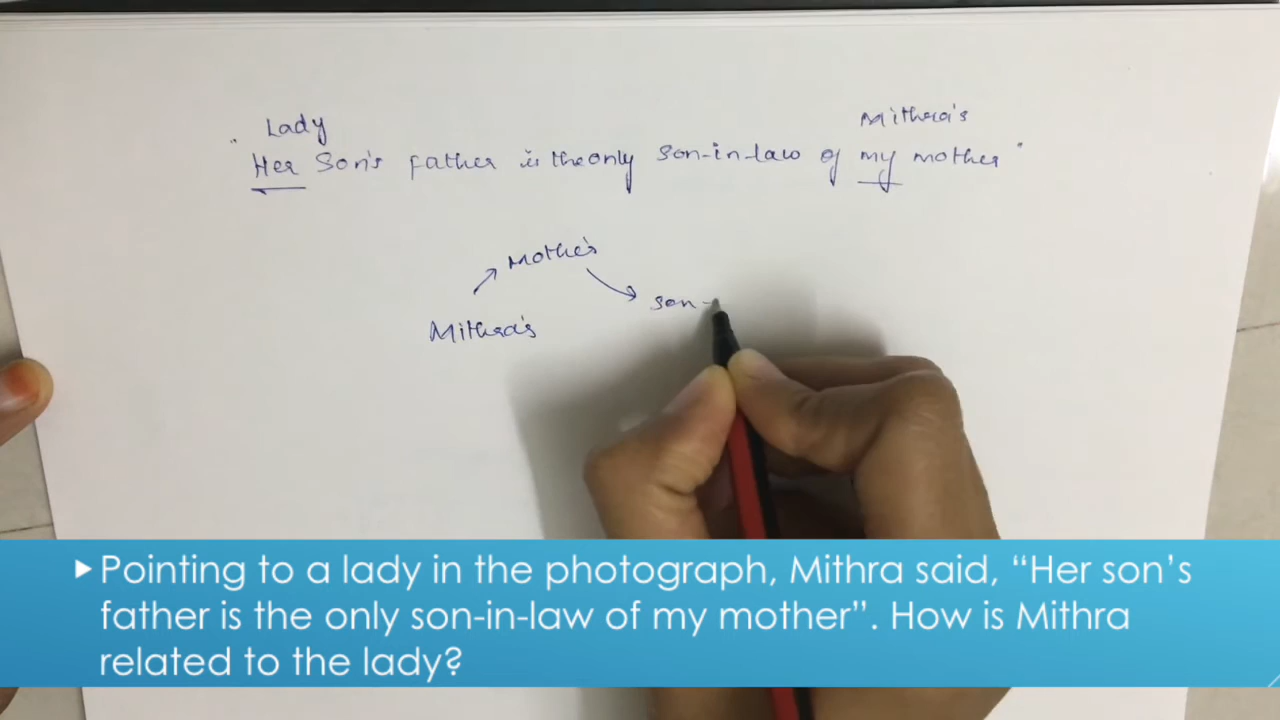 Lady
Mithra's
"Her Son's father is the only son-in-law of my mother"
Mother
Mithra's
son-
Pointing to a lady in the photograph, Mithra said, “Her son’s
father is the only son-in-law of my mother”. How is Mithra
related to the lady?